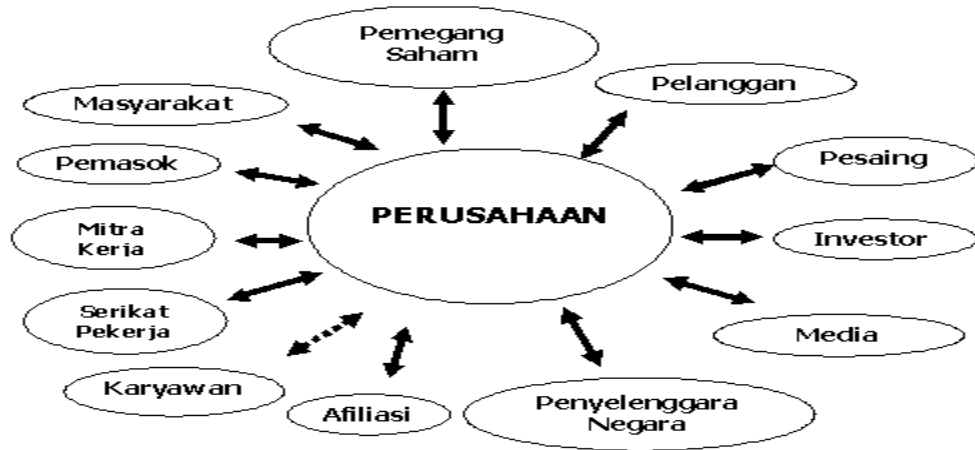 Pemegang
Saham
Pelanggan
Masyarakat
Pemasok
Pesaing
PERUSAHAAN
Mitra
Kerja
Investor
Serikat
Pekerja
Media
Karyawan
Afiliasi
Penyelenggara
Negara